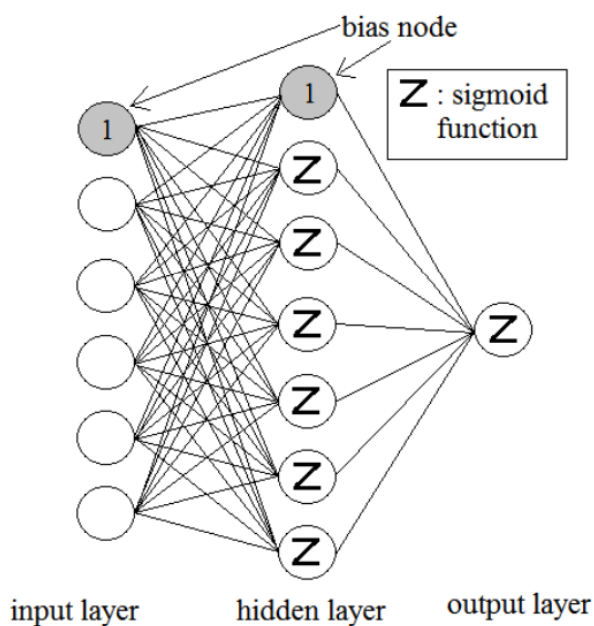 bias node
1
1
Z : sigmoid
function
Z
Z
Z
Z
Z
Z
Z
input layer
hidden layer
output layer